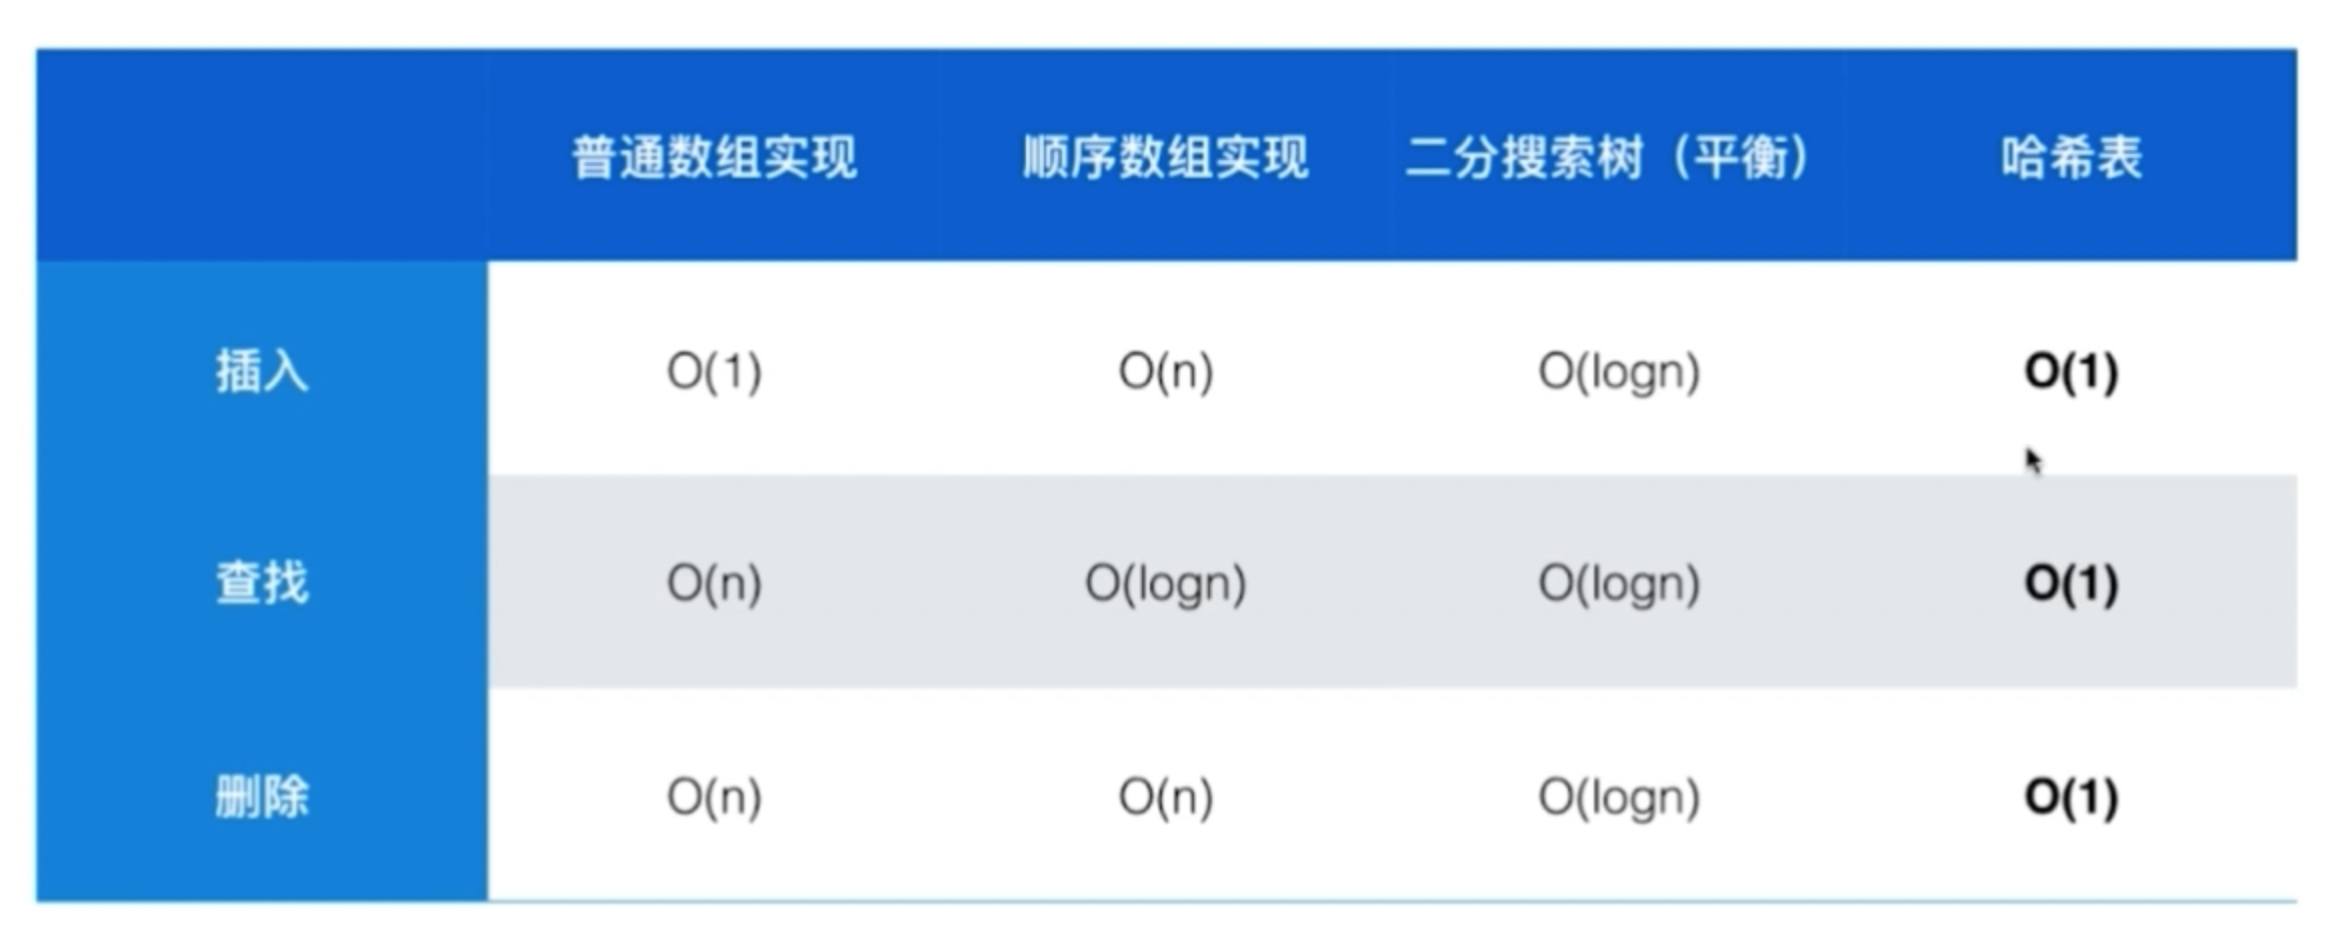 普通数组实现 顺序数组实现 二分搜索树（平衡） 哈希表
插入 O(1) O(n) O(logn) O(1)
查找 O(n) O(logn) O(logn) O(1)
删除 O(n) O(n) O(logn) O(1)